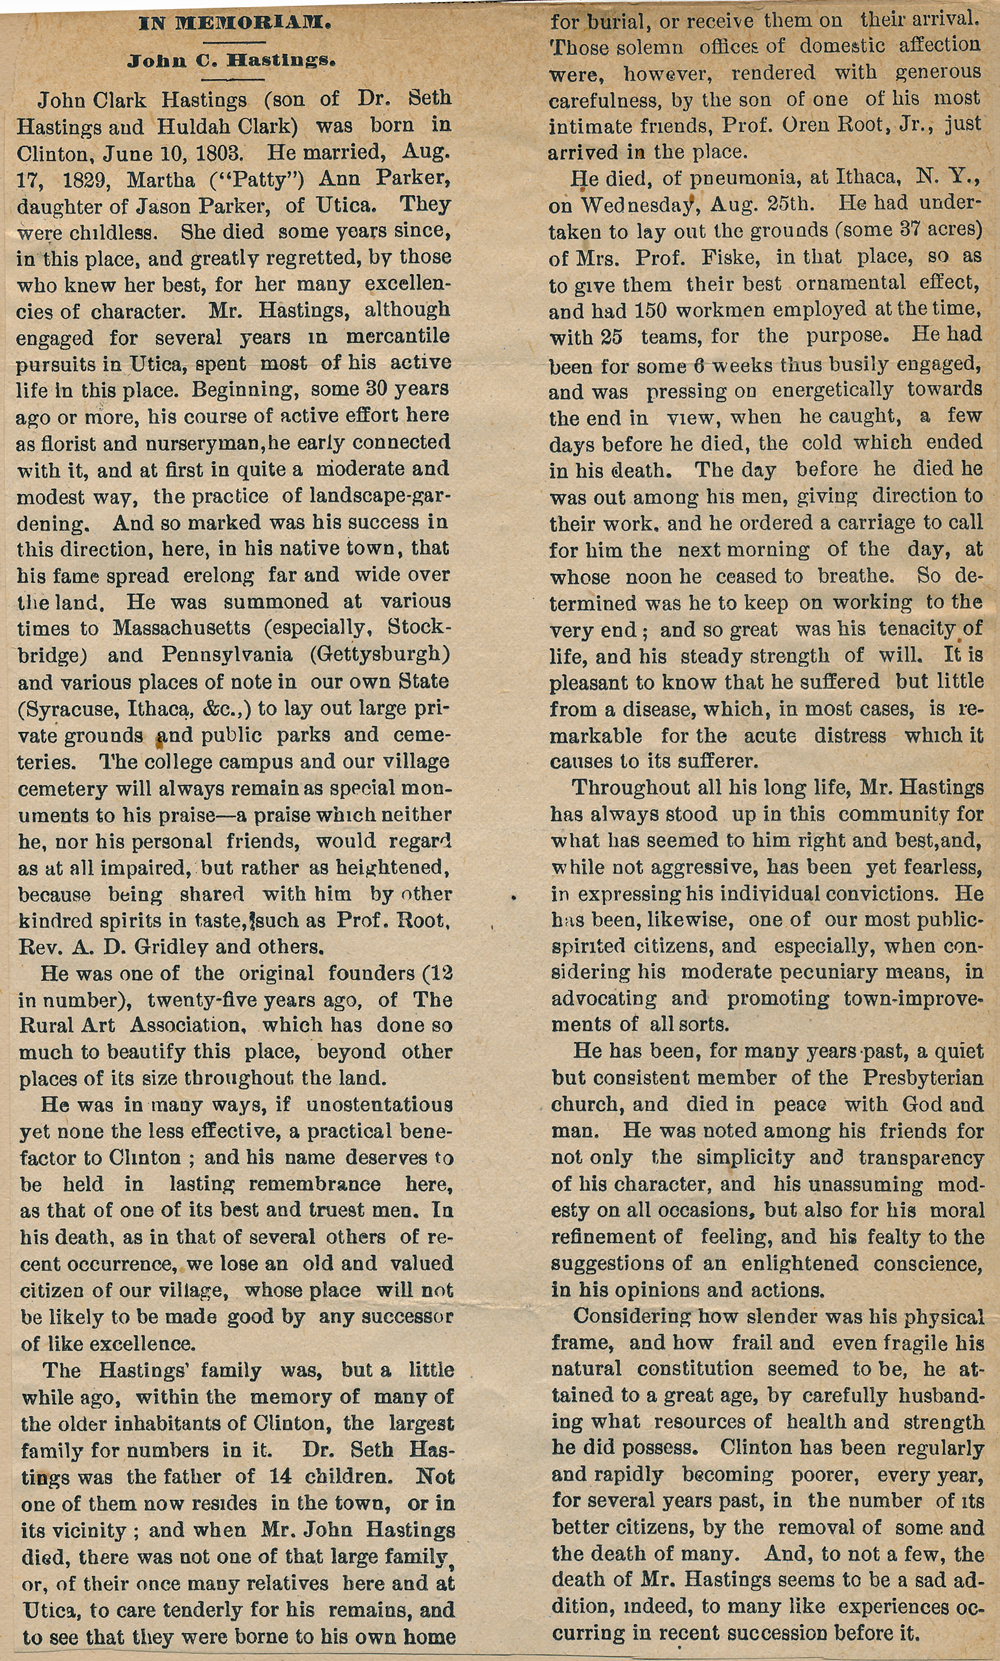 IN MEMORIAM.
John C. Hastings.
John Clark Hastings (son of Dr. Seth
Hastings and Huldah Clark) was born in
Clinton, June 10, 1803. He married, Aug.
17, 1829, Martha ("Patty") Ann Parker,
daughter of Jason Parker, of Utica. They
were childless. She died some years since,
in this place, and greatly regretted, by those
who knew her best, for her many excellen-
cies of character. Mr. Hastings, although
engaged for several years in mercantile
pursuits in Utica, spent most of his active
life in this place. Beginning, some 30 years
ago or more, his course of active effort here
as florist and nurseryman, he early connected
with it, and at first in quite a moderate and
modest way, the practice of landscape-gar-
dening. And so marked was his success in
this direction, here, in his native town, that
his fame spread erelong far and wide over
the land. He was summoned at various
times to Massachusetts (especially, Stock-
bridge) and Pennsylvania (Gettysburgh)
and various places of note in our own State
(Syracuse, Ithaca, &c.,) to lay out large pri-
vate grounds and public parks and ceme-
teries. The college campus and our village
cemetery will always remain as special mon-
uments to his praise—a praise which neither
he, nor his personal friends, would regard
as at all impaired, but rather as heightened,
because being shared with him by other
kindred spirits in taste, such as Prof. Root,
Rev. A. D. Gridley and others.
He was one of the original founders (12
in number), twenty-five years ago, of The
Rural Art Association, which has done so
much to beautify this place, beyond other
places of its size throughout the land.
He was in many ways, if unostentatious
yet none the less effective, a practical bene-
factor to Clinton ; and his name deserves to
be held in lasting remembrance here,
as that of one of its best and truest men. In
his death, as in that of several others of re-
cent occurrence, we lose an old and valued
citizen of our village, whose place will not
be likely to be made good by any successor
of like excellence.
The Hastings' family was, but a little
while ago, within the memory of many of
the older inhabitants of Clinton, the largest
family for numbers in it. Dr. Seth Has-
tings was the father of 14 children. Not
one of them now resides in the town, or in
its vicinity ; and when Mr. John Hastings
died, there was not one of that large family,
or, of their once many relatives here and at
Utica, to care tenderly for his remains, and
to see that they were borne to his own home
for burial, or receive them on their arrival.
Those solemn offices of domestic affection
were, however, rendered with generous
carefulness, by the son of one of his most
intimate friends, Prof. Oren Root, Jr., just
arrived in the place.
He died, of pneumonia, at Ithaca, N. Y.,
on Wednesday, Aug. 25th. He had under-
taken to lay out the grounds (some 37 acres)
of Mrs. Prof. Fiske, in that place, so as
to give them their best ornamental effect,
and had 150 workmen employed at the time,
with 25 teams, for the purpose. He had
been for some 6 weeks thus busily engaged,
and was pressing on energetically towards
the end in view, when he caught, a few
days before he died, the cold which ended
in his death. The day before he died he
was out among his men, giving direction to
their work, and he ordered a carriage to call
for him the next morning of the day, at
whose noon he ceased to breathe. So de-
termined was he to keep on working to the
very end ; and so great was his tenacity of
life, and his steady strength of will. It is
pleasant to know that he suffered but little
from a disease, which, in most cases, is re-
markable for the acute distress which it
causes to its sufferer.
Throughout all his long life, Mr. Hastings
has always stood up in this community for
what has seemed to him right and best, and,
while not aggressive, has been yet fearless,
in expressing his individual convictions. He
has been, likewise, one of our most public-
spirited citizens, and especially, when con-
sidering his moderate pecuniary means, in
advocating and promoting town-improve-
ments of all sorts.
He has been, for many years past, a quiet
but consistent member of the Presbyterian
church, and died in peace with God and
man. He was noted among his friends for
not only the simplicity and transparency
of his character, and his unassuming mod-
esty on all occasions, but also for his moral
refinement of feeling, and his fealty to the
suggestions of an enlightened conscience,
in his opinions and actions.
Considering how slender was his physical
frame, and how frail and even fragile his
natural constitution seemed to be, he at-
tained to a great age, by carefully husband-
ing what resources of health and strength
he did possess. Clinton has been regularly
and rapidly becoming poorer, every year,
for several years past, in the number of its
better citizens, by the removal of some and
the death of many. And, to not a few, the
death of Mr. Hastings seems to be a sad ad-
dition, indeed, to many like experiences oc-
curring in recent succession before it.